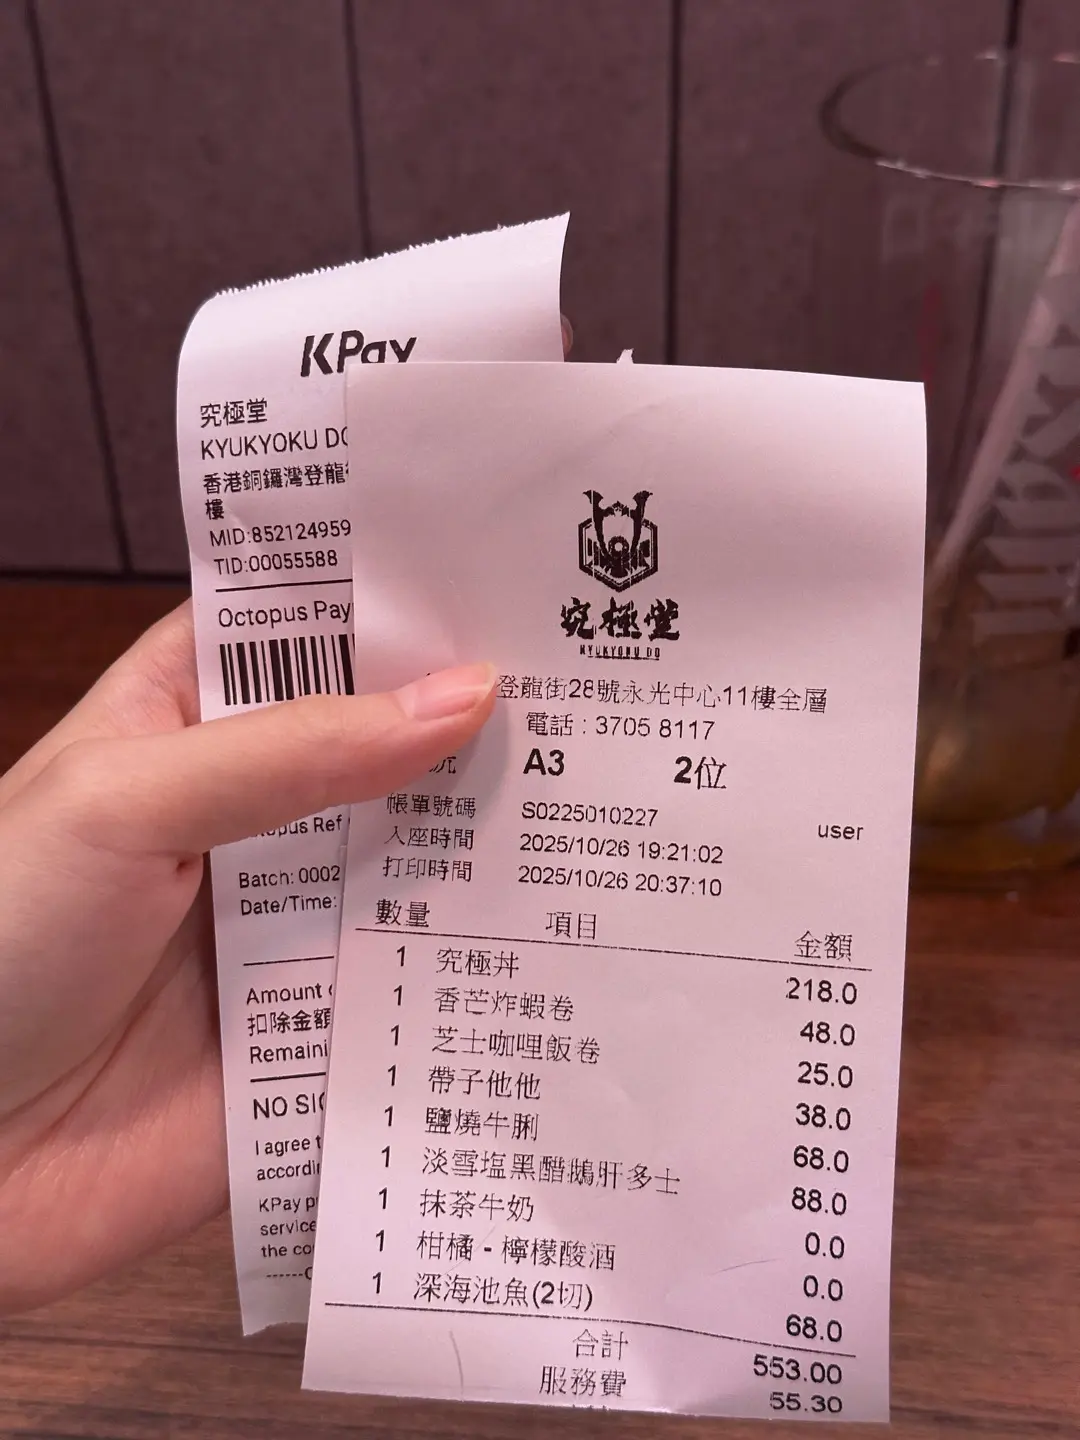 KPay
究極堂
KYUKYOKU DO
香港銅鑼灣登龍
樓
MID:852124959
TID:00055588
Octopus Pay
Ref
Batch: 0002
Date/Time:
Amount
扣除金額
Remaini
NO SI
I agree t
accordi
KPay p
service
the co
究極堂
KYUKYOKU DO
登龍街28號永光中心11樓全層
電話 : 3705 8117
A3 2位
帳單號碼 S0225010227 user
入座時間 2025/10/26 19:21:02
打印時間 2025/10/26 20:37:10
數量 項目 金額
1 究極丼 218.0
1 香芒炸蝦卷 48.0
1 芝士咖哩飯卷 25.0
1 帶子他他 38.0
1 鹽燒牛脷 68.0
1 淡雪塩黑醋鵝肝多士 88.0
1 抹茶牛奶 0.0
1 柑橘 - 檸檬酸酒 0.0
1 深海池魚(2切) 68.0
合計 553.00
服務費 55.30